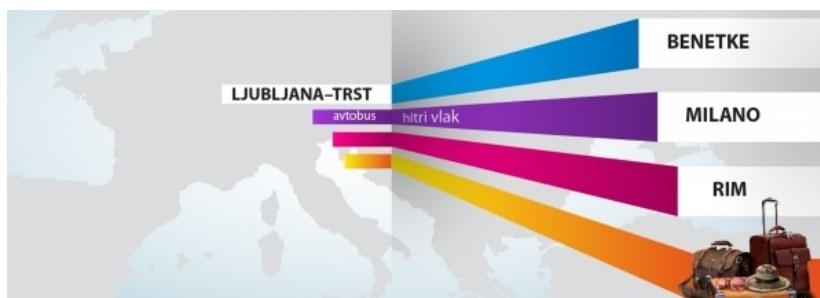 LJUBLJANA–TRST
avtobus
hitri vlak
BENETKE
MILANO
RIM